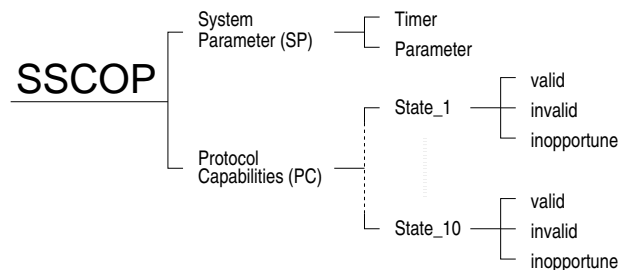 SSCOP
System
Parameter (SP)
Timer
Parameter
Protocol
Capabilities (PC)
State_1
valid
invalid
inopportune
State_10
valid
invalid
inopportune